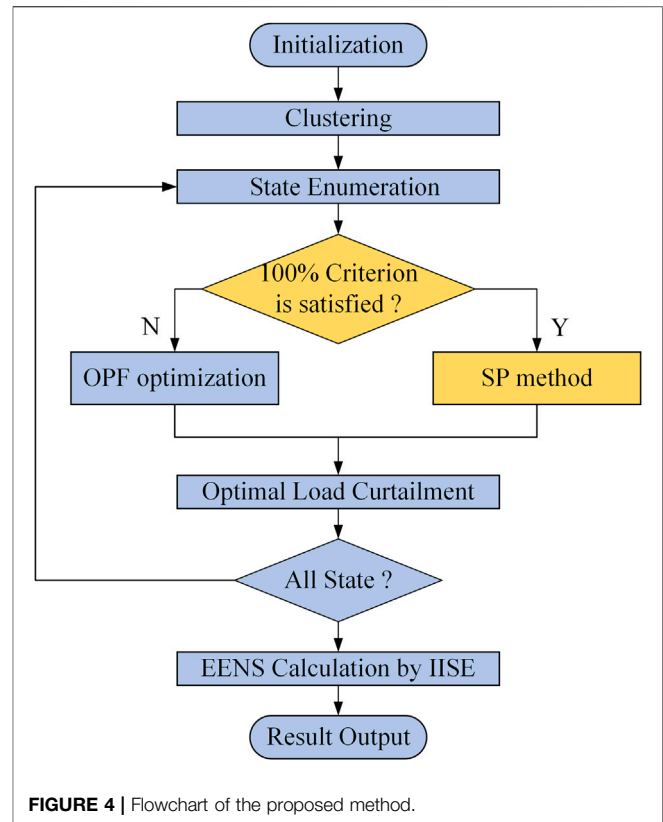 Initialization
Clustering
State Enumeration
100% Criterion
is satisfied ?
N
Y
OPF optimization
SP method
Optimal Load Curtailment
All State ?
EENS Calculation by IISE
Result Output
FIGURE 4 | Flowchart of the proposed method.